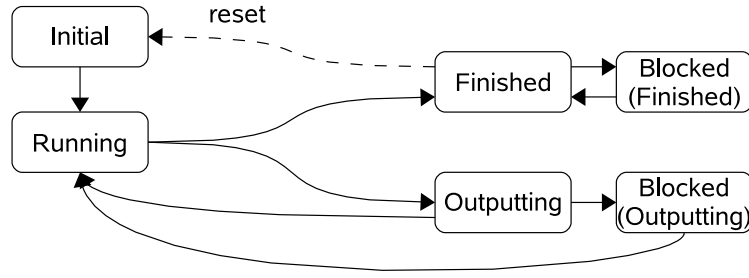 reset
Initial
Finished
Blocked
(Finished)
Running
Outputting
Blocked
(Outputting)